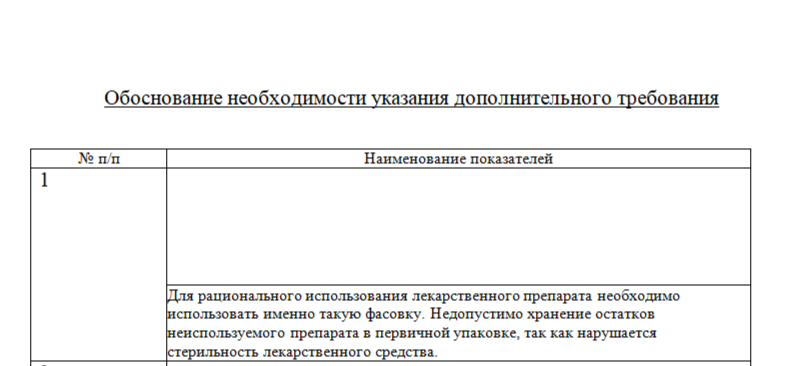 Обоснование необходимости указания дополнительного требования
№ п/п
Наименование показателей
1
Для рационального использования лекарственного препарата необходимо
использовать именно такую фасовку. Недопустимо хранение остатков
неиспользуемого препарата в первичной упаковке, так как нарушается
стерильность лекарственного средства.